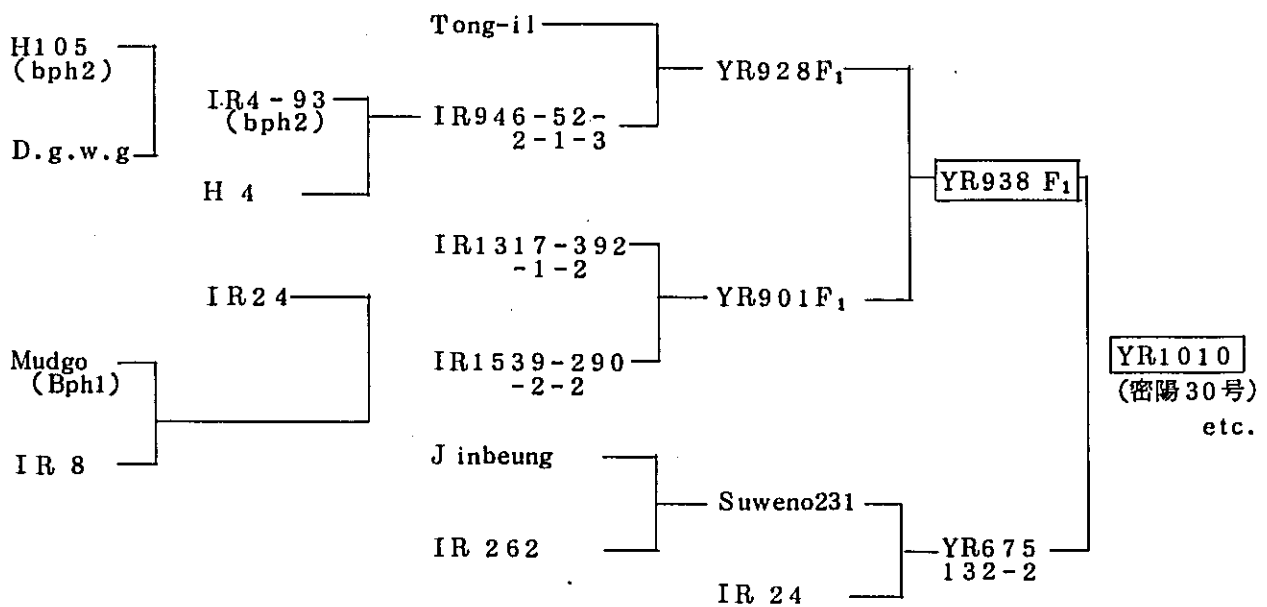 Tong-il
H105
(bph2)
YR928F₁
IR4-93
(bph2)
IR946-52-
2-1-3
D.g.w.g
H 4
YR938 F₁
IR1317-392
-1-2
IR24
YR901F₁
Mudgo
(Bph1)
IR1539-290
-2-2
YR1010
(密陽30号)
etc.
IR 8
Jinbeung
Suweno231
IR 262
YR675
132-2
IR 24